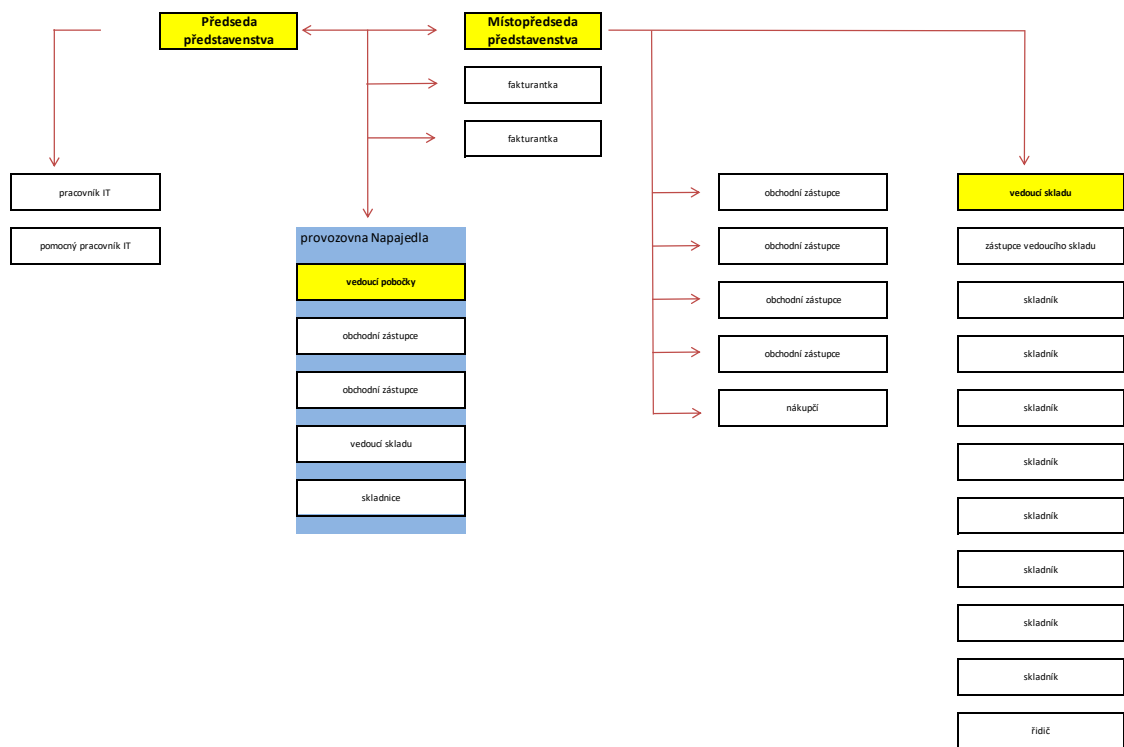 Předseda
představenstva
Místopředseda
představenstva
fakturantka
fakturantka
pracovník IT
pomocný pracovník IT
provozovna Napajedla
vedoucí pobočky
obchodní zástupce
obchodní zástupce
vedoucí skladu
skladnice
obchodní zástupce
obchodní zástupce
obchodní zástupce
obchodní zástupce
nákupčí
vedoucí skladu
zástupce vedoucího skladu
skladník
skladník
skladník
skladník
skladník
skladník
skladník
skladník
řidič